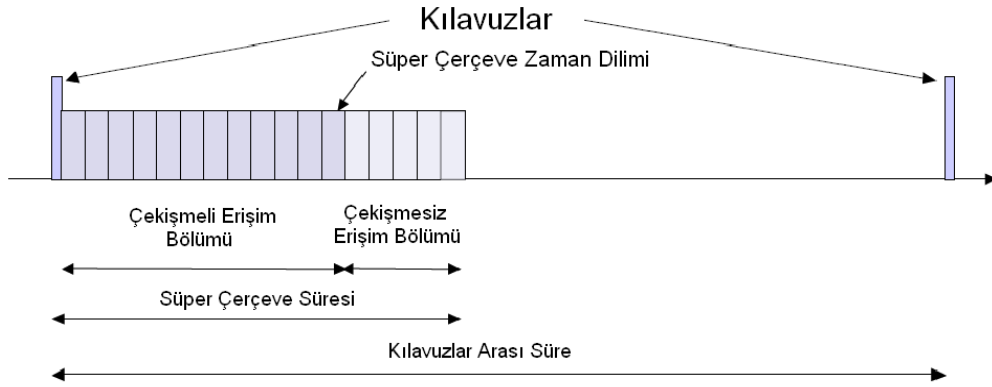 Kılavuzlar
Süper Çerçeve Zaman Dilimi
Çekişmeli Erişim
Bölümü
Çekişmesiz
Erişim Bölümü
Süper Çerçeve Süresi
Kılavuzlar Arası Süre